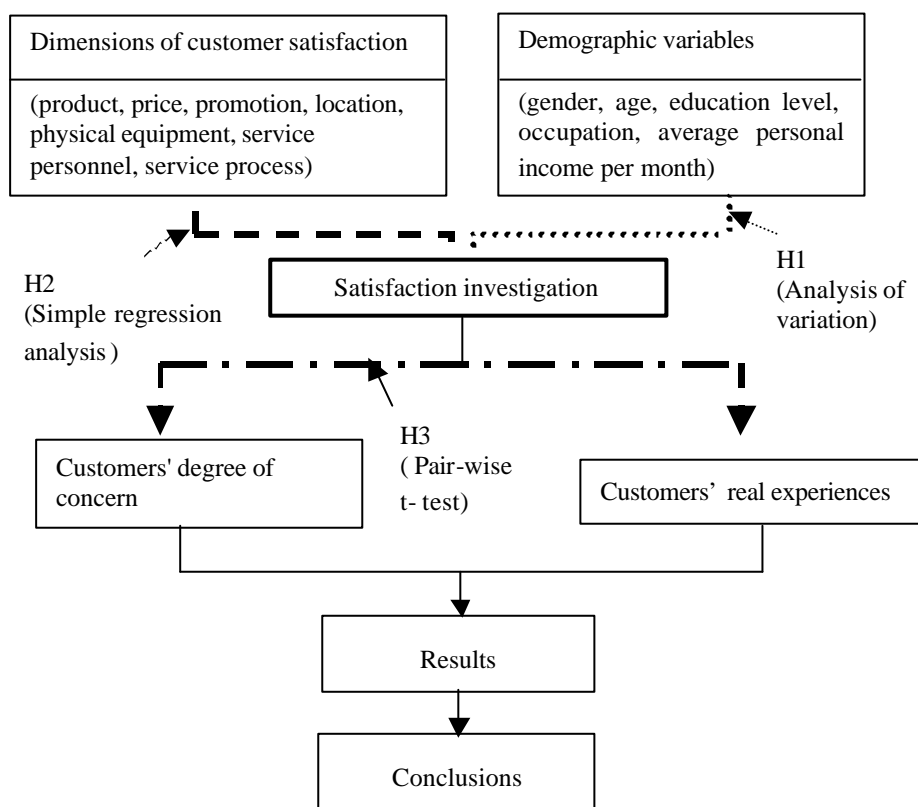 Dimensions of customer satisfaction
(product, price, promotion, location,
physical equipment, service
personnel, service process)
Demographic variables
(gender, age, education level,
occupation, average personal
income per month)
H2
(Simple regression
analysis )
Satisfaction investigation
H1
(Analysis of
variation)
H3
( Pair-wise
t- test)
Customers' degree of
concern
Customers’ real experiences
Results
Conclusions